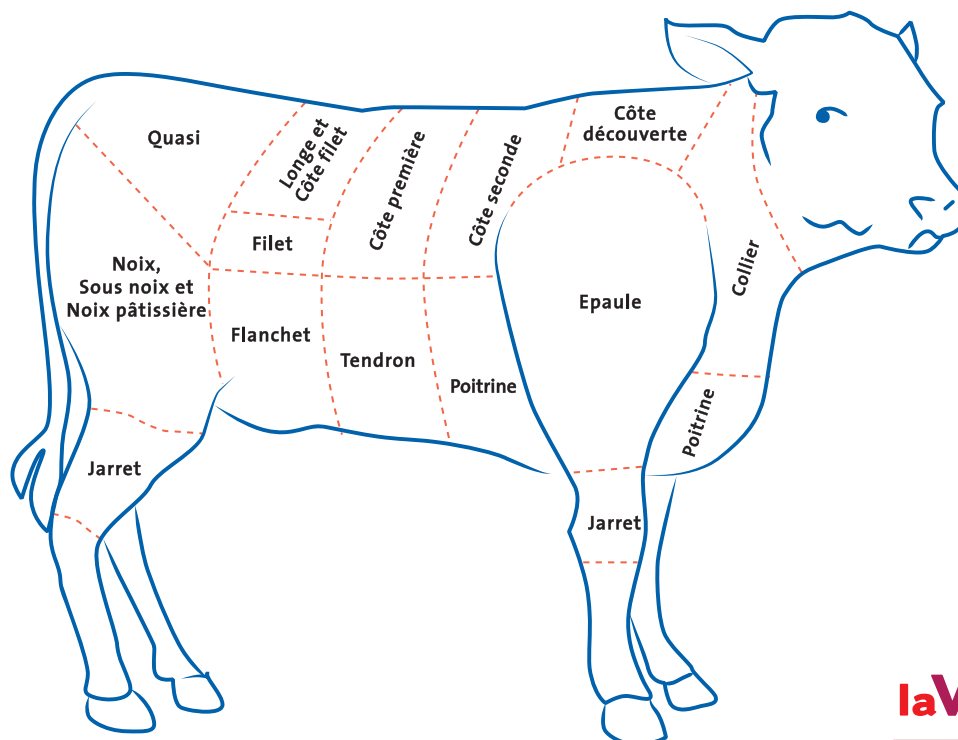 Quasi
Longe et
Côte filet
Côte première
Côte seconde
Côte
découverte
Filet
Noix,
Sous noix et
Noix pâtissière
Flanchet
Tendron
Poitrine
Epaule
Collier
Poitrine
Jarret
Jarret
laV